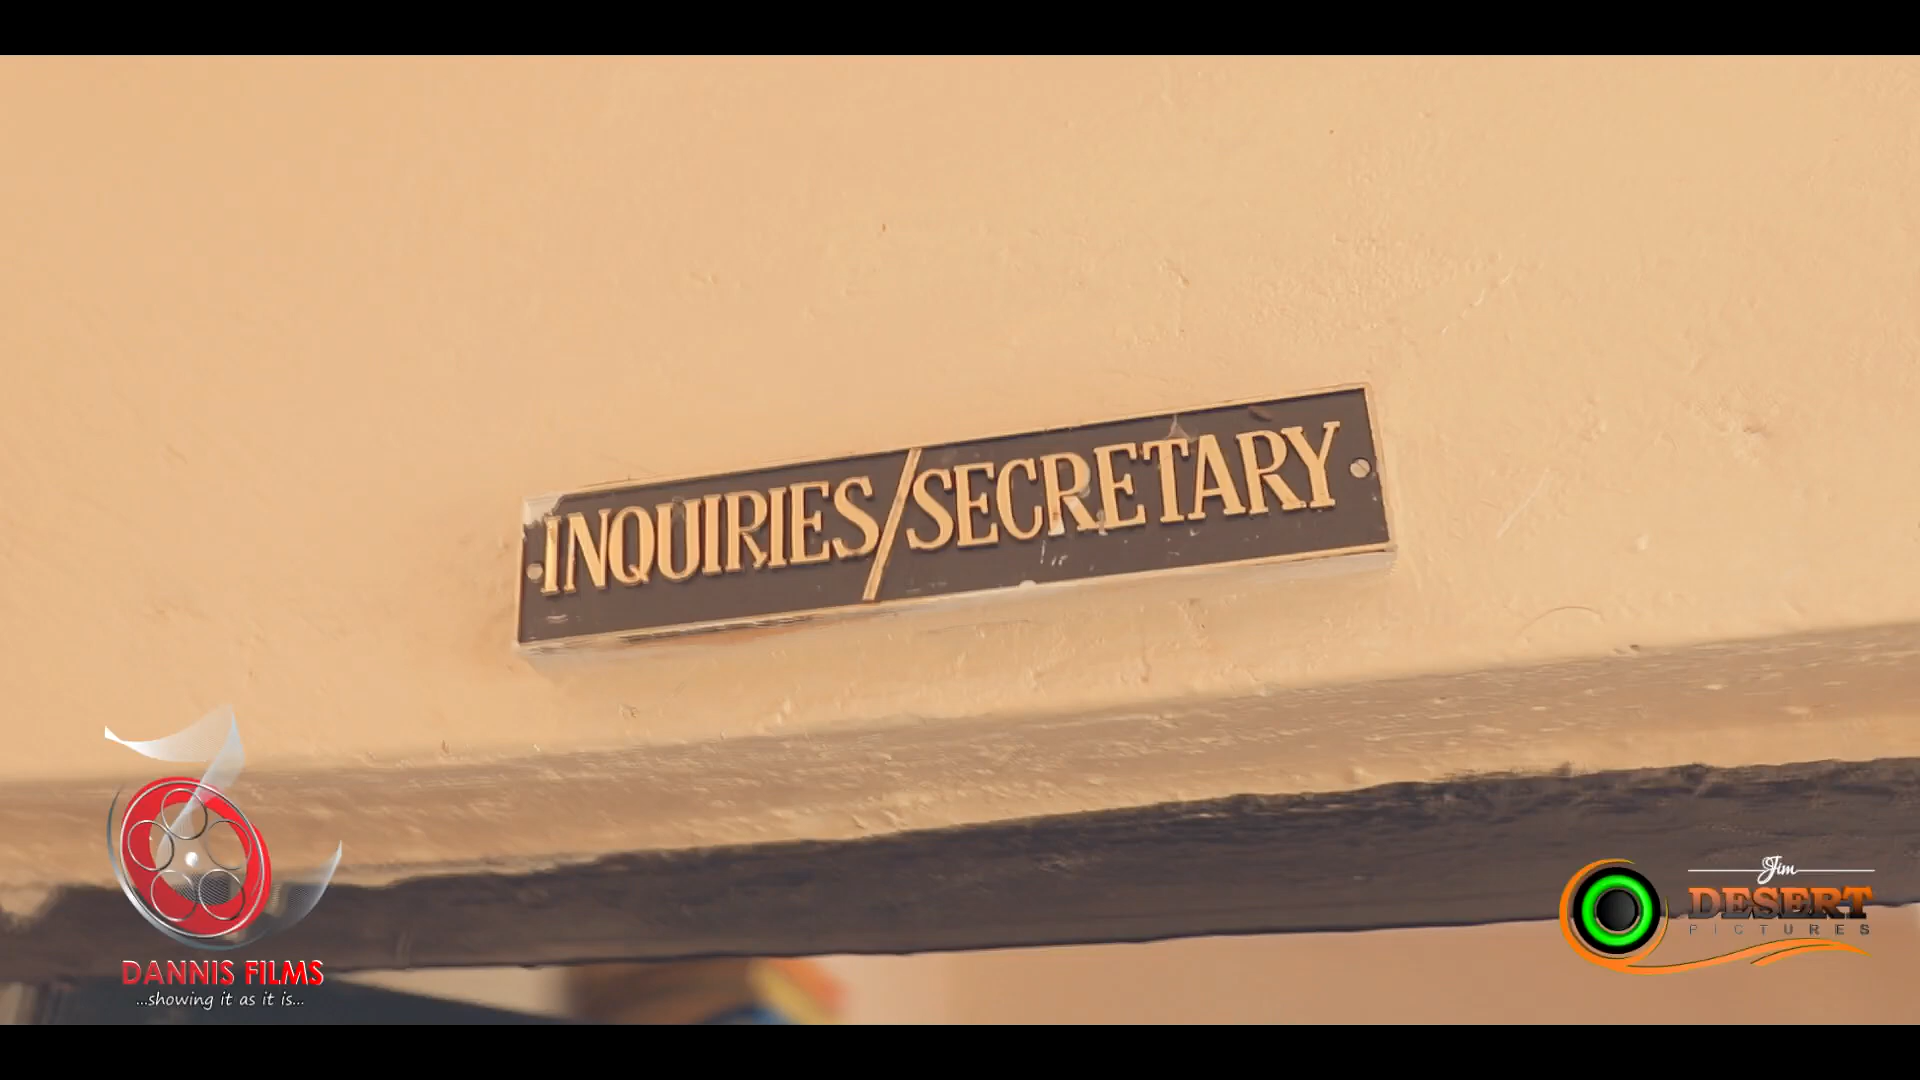 INQUIRIES/SECRETARY
DANNIS FILMS
...showing it as it is...
Jim
DESERT
PICTURES